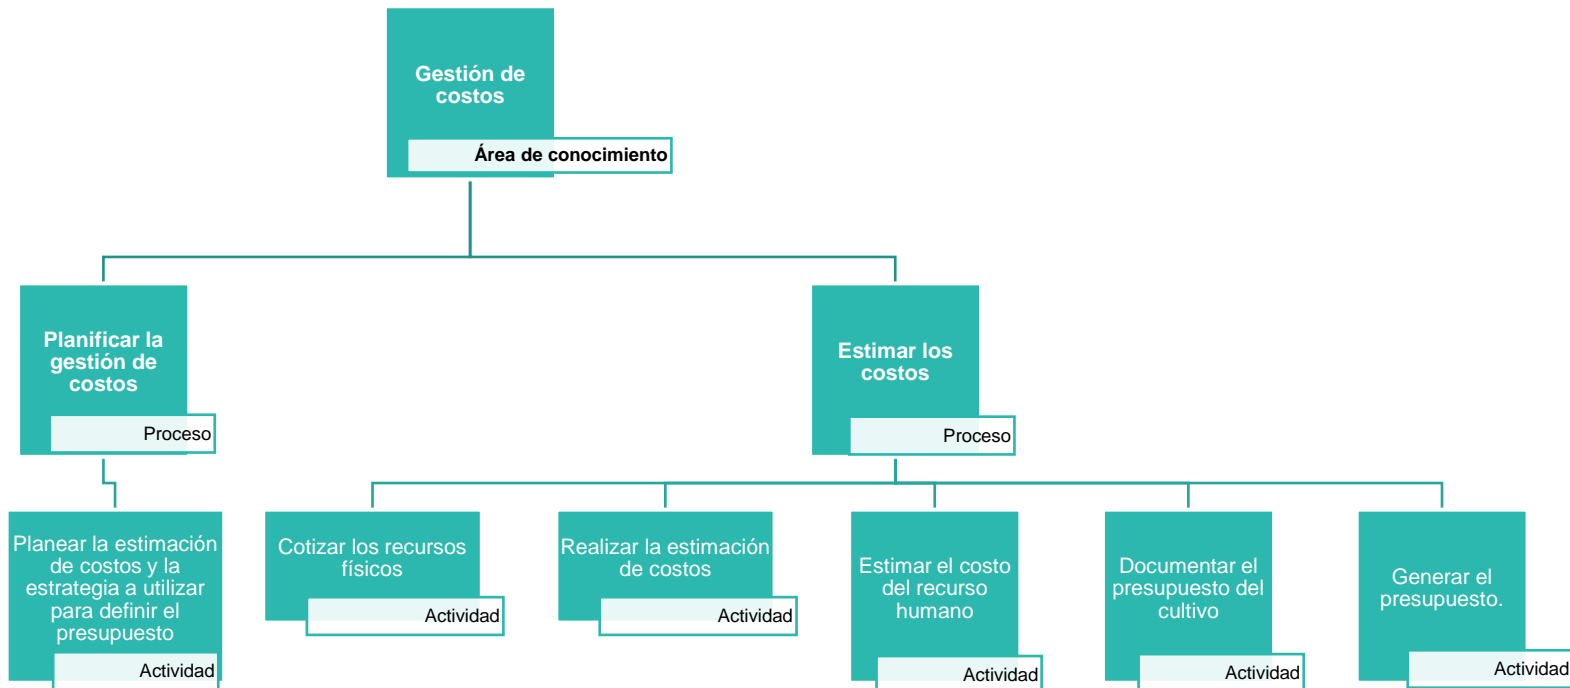 Gestión de
costos
Área de conocimiento
Planificar la
gestión de
costos
Proceso
Estimar los
costos
Proceso
Planear la estimación
de costos y la
estrategia a utilizar
para definir el
presupuesto
Actividad
Cotizar los recursos
físicos
Actividad
Realizar la estimación
de costos
Actividad
Estimar el costo
del recurso
humano
Actividad
Documentar el
presupuesto del
cultivo
Actividad
Generar el
presupuesto.
Actividad